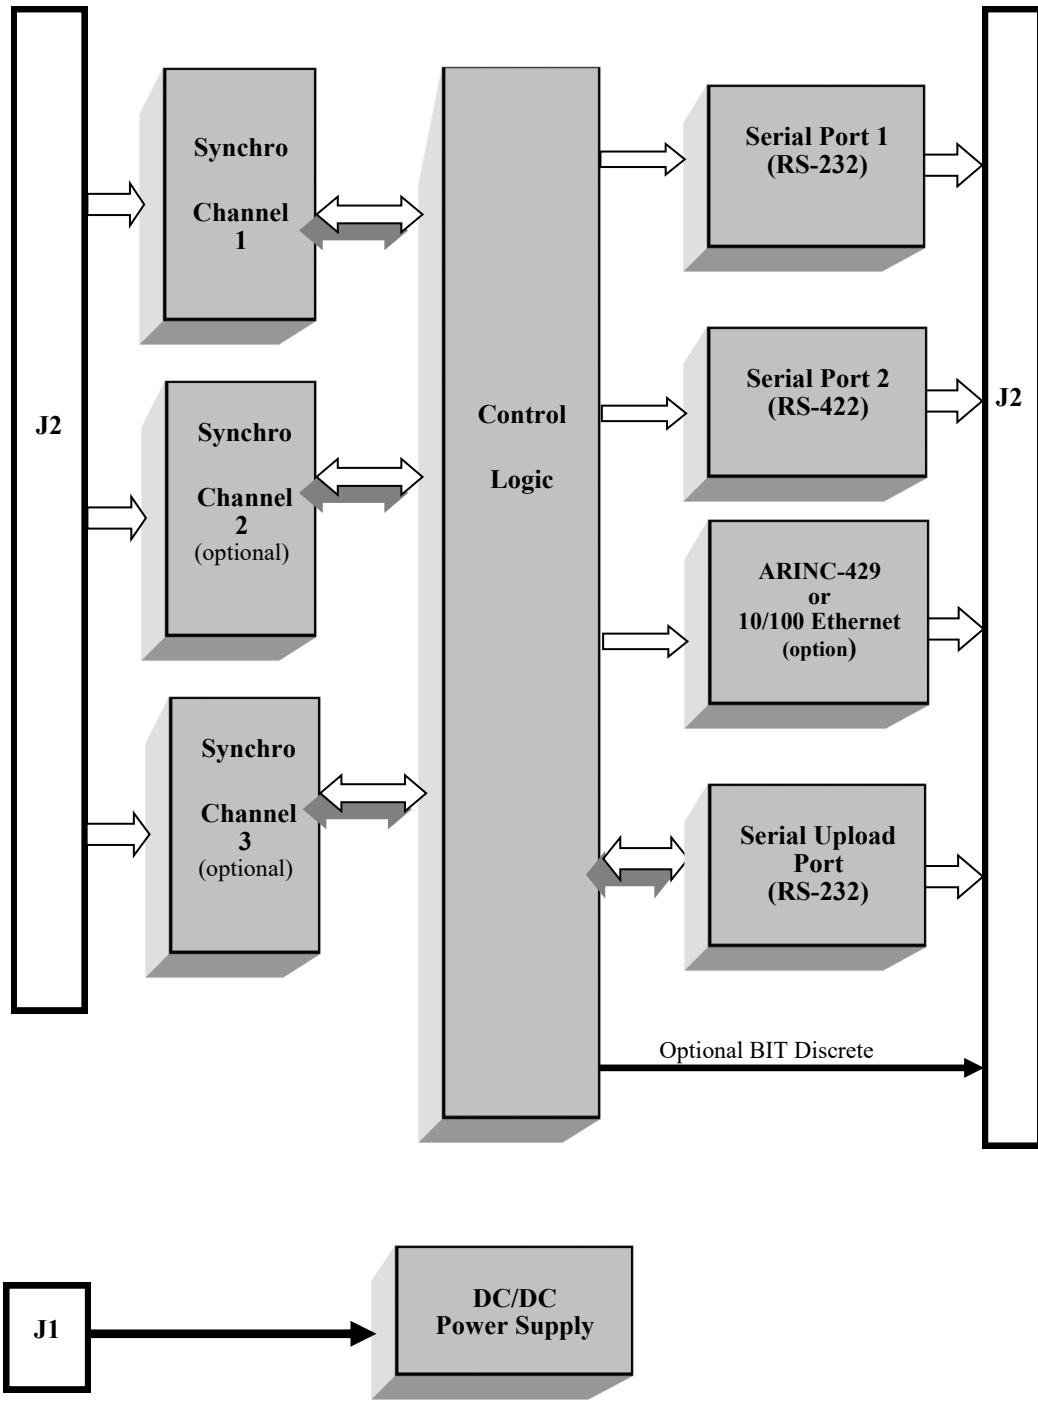 J2
Synchro
Channel
1
Synchro
Channel
2
(optional)
Synchro
Channel
3
(optional)
Control
Logic
Serial Port 1
(RS-232)
Serial Port 2
(RS-422)
ARINC-429
or
10/100 Ethernet
(option)
Serial Upload
Port
(RS-232)
Optional BIT Discrete
J2
J1
DC/DC
Power Supply